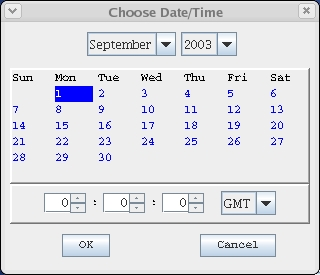 Choose Date/Time
September 2003
Sun Mon Tue Wed Thu Fri Sat
1 2 3 4 5 6
7 8 9 10 11 12 13
14 15 16 17 18 19 20
21 22 23 24 25 26 27
28 29 30
0 : 0 : 0 GMT
OK Cancel